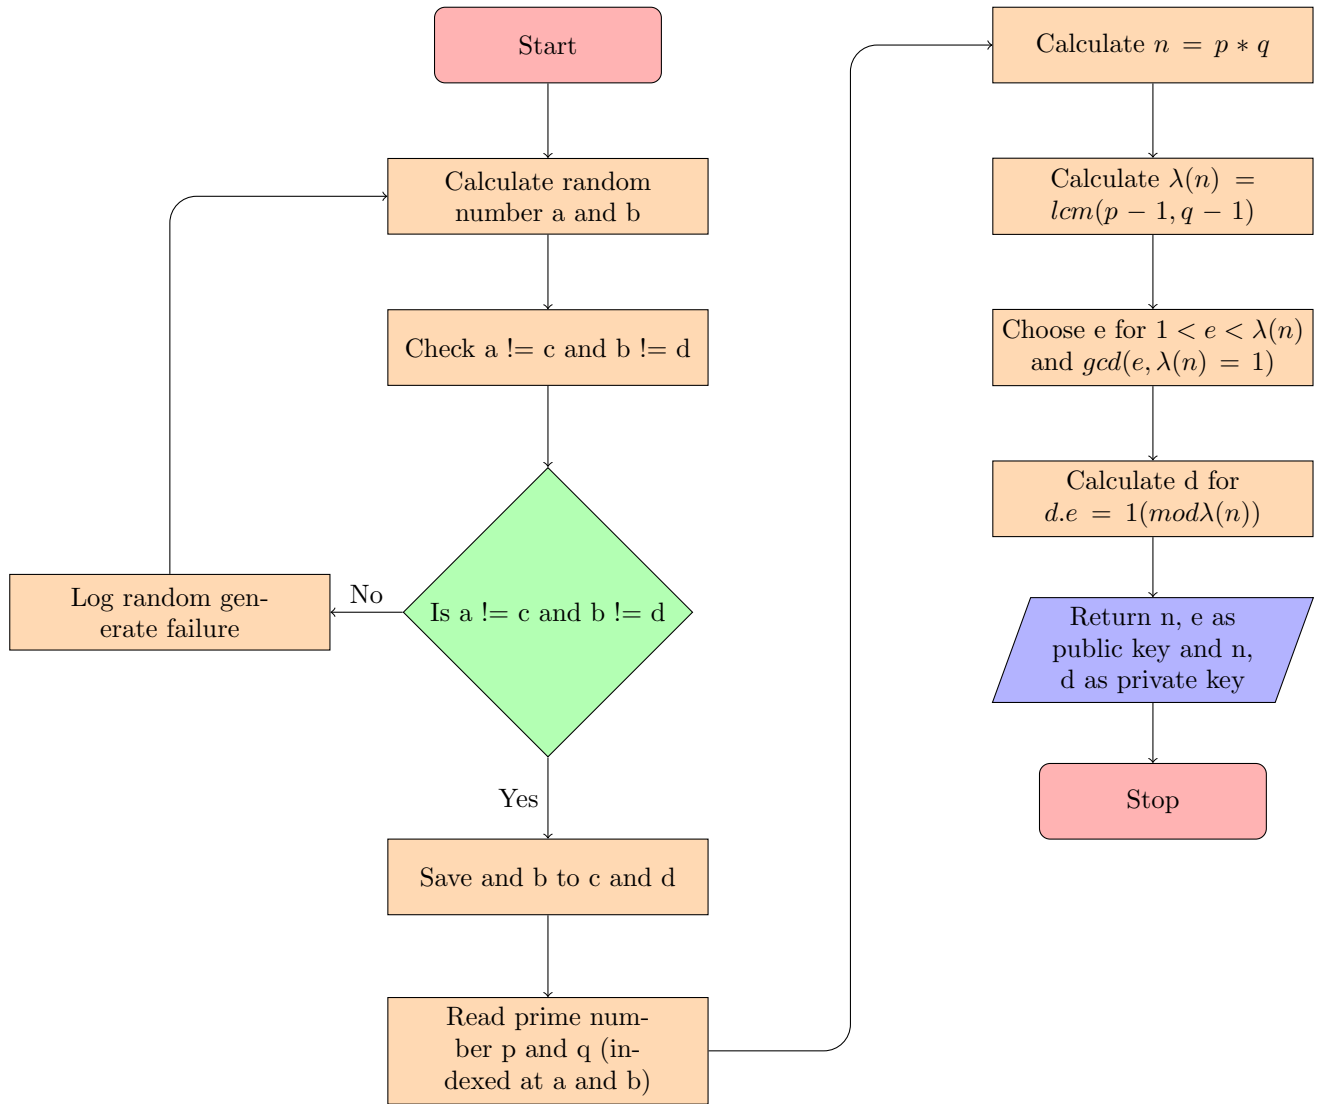 Start
Calculate random
number a and b
Check a != c and b != d
Is a != c and b != d
No
Log random gen-
erate failure
Yes
Save and b to c and d
Read prime num-
ber p and q (in-
dexed at a and b)
Calculate n = p ∗ q
Calculate λ(n) =
lcm(p − 1, q − 1)
Choose e for 1 < e < λ(n)
and gcd(e, λ(n) = 1)
Calculate d for
d.e = 1(modλ(n))
Return n, e as
public key and n,
d as private key
Stop